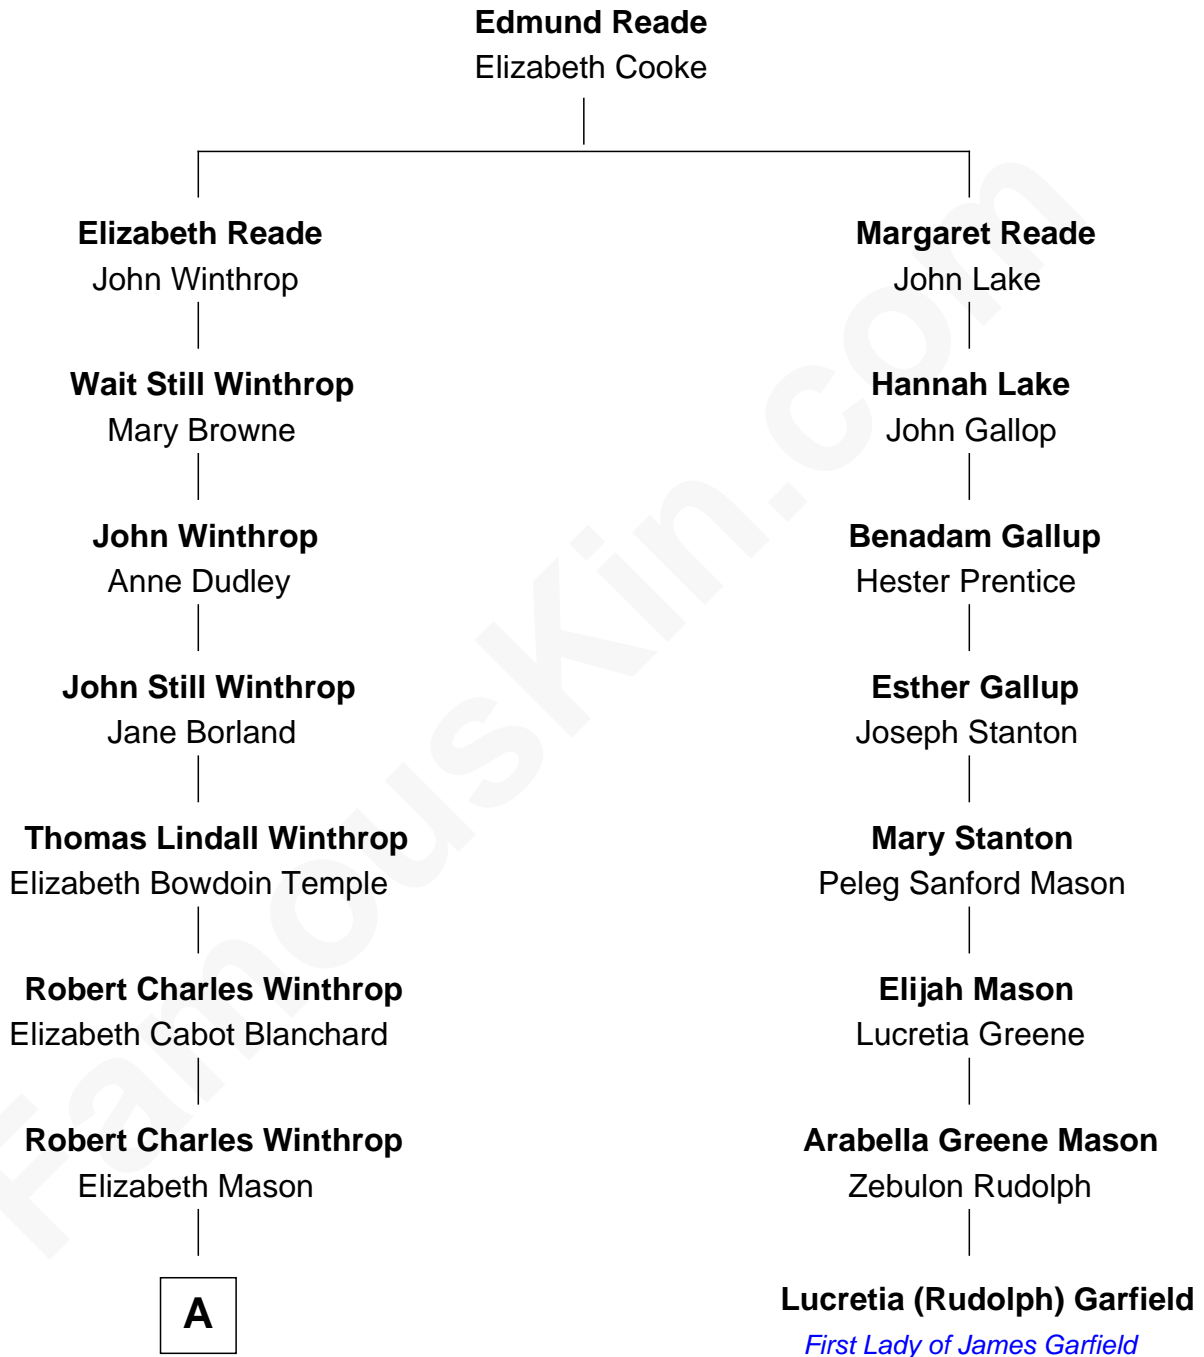 Edmund Reade
Elizabeth Cooke
Elizabeth Reade
John Winthrop
Margaret Reade
John Lake
Wait Still Winthrop
Mary Browne
Hannah Lake
John Gallop
John Winthrop
Anne Dudley
Benadam Gallup
Hester Prentice
John Still Winthrop
Jane Borland
Esther Gallup
Joseph Stanton
Thomas Lindall Winthrop
Elizabeth Bowdoin Temple
Mary Stanton
Peleg Sanford Mason
Robert Charles Winthrop
Elizabeth Cabot Blanchard
Elijah Mason
Lucretia Greene
Robert Charles Winthrop
Elizabeth Mason
Arabella Greene Mason
Zebulon Rudolph
A
Lucretia (Rudolph) Garfield
First Lady of James Garfield
FamousKin.com